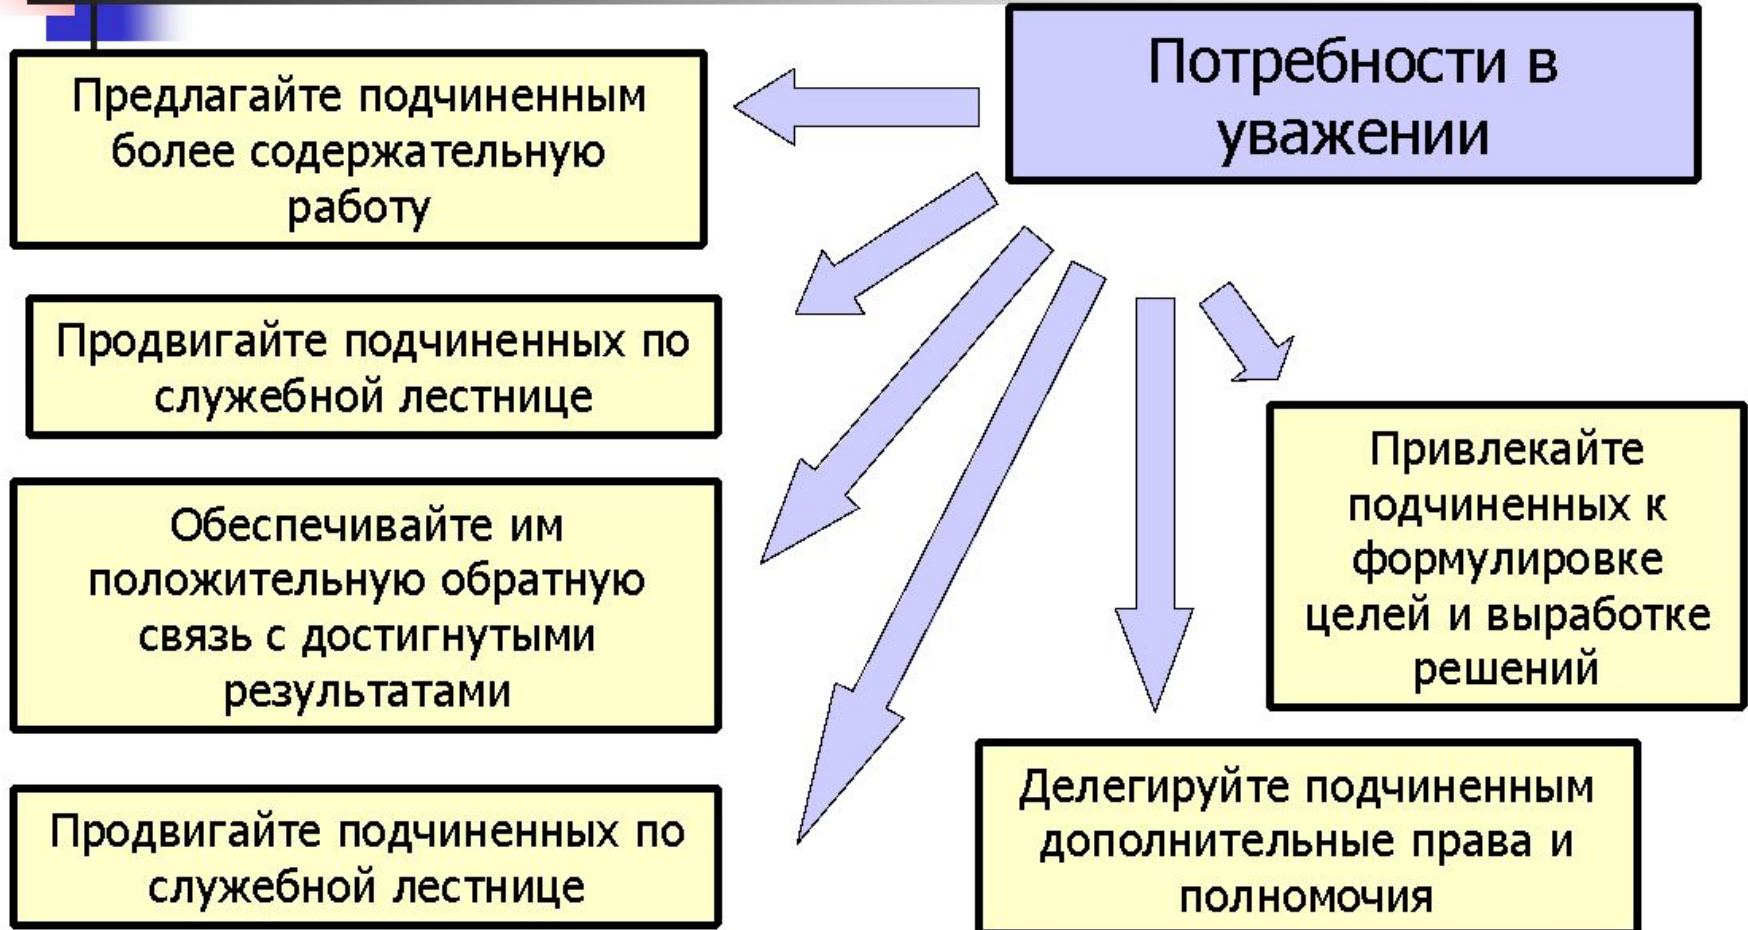 Потребности в
уважении
Предлагайте подчиненным
более содержательную
работу
Продвигайте подчиненных по
служебной лестнице
Обеспечивайте им
положительную обратную
связь с достигнутыми
результатами
Продвигайте подчиненных по
служебной лестнице
Делегируйте подчиненным
дополнительные права и
полномочия
Привлекайте
подчиненных к
формулировке
целей и выработке
решений